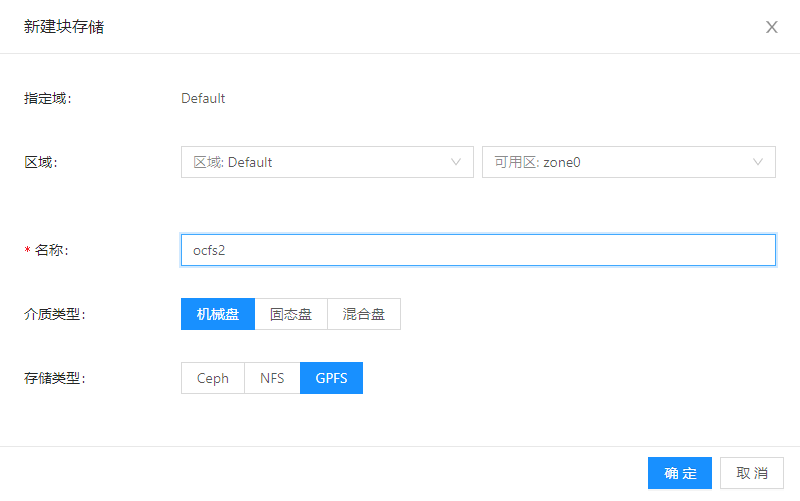 新建块存储
指定域: Default
区域: 区域: Default 可用区: zone0
* 名称: ocfs2
介质类型: 机械盘 固态盘 混合盘
存储类型: Ceph NFS GPFS
确 定 取 消